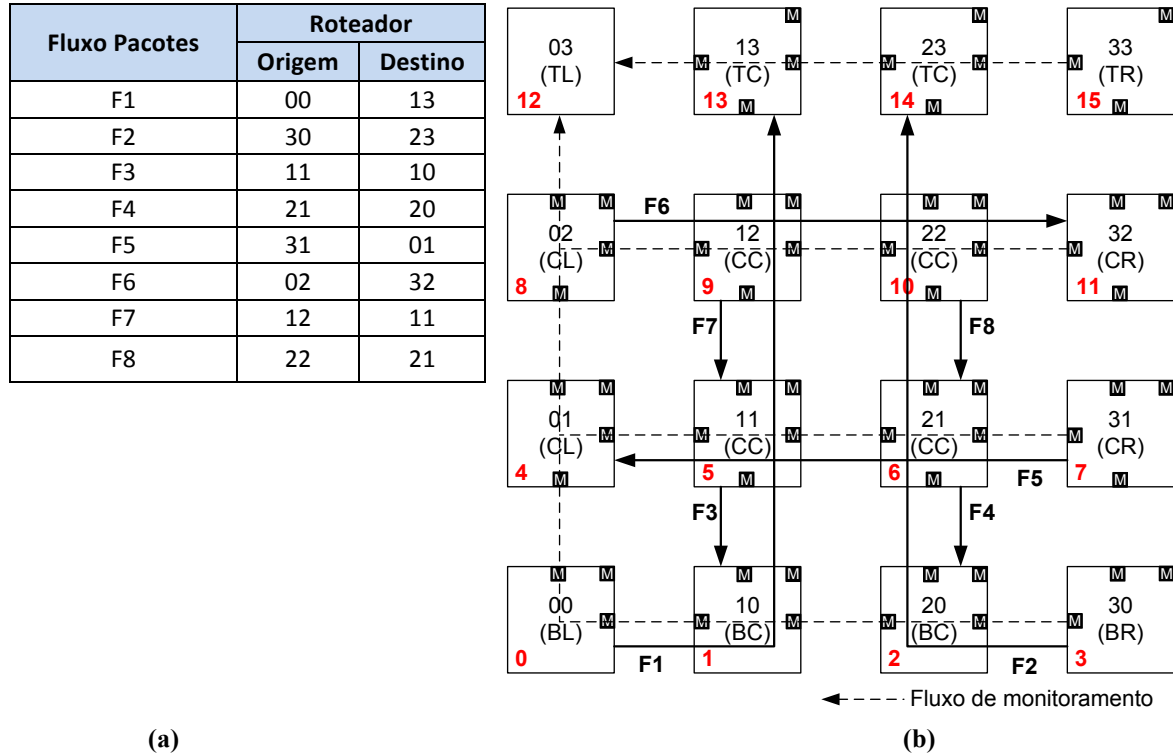 Fluxo Pacotes
Roteador
Origem
Destino
F1 00 13
F2 30 23
F3 11 10
F4 21 20
F5 31 01
F6 02 32
F7 12 11
F8 22 21
(a)
M M M
03 13 23 33
M M M M M
(TL) (TC) (TC) (TR)
12 13 14 15
M M M
M M M M M M M M
F6
02 12 22 32
M M M M M M
(CL) (CC) (CC) (CR)
8 9 10 11
M M M
F7 F8
M M M M M M M M
01 11 21 31
M M M M M M
(CL) (CC) (CC) (CR)
4 5 6 7
M M M M
F5
F3 F4
M M M M M M M M
00 10 20 30
M M M M M M
(BL) (BC) (BC) (BR)
0 1 2 3
F1 F2
Fluxo de monitoramento
(b)